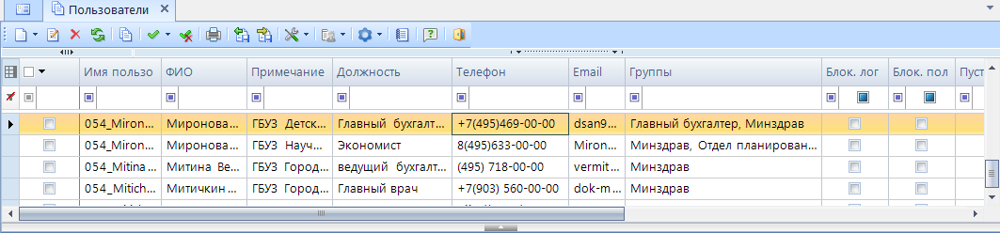 Пользователи
Имя пользо ФИО Примечание Должность Телефон Email Группы Блок. лог Блок. пол Пуст
054_Miron... Миронова... ГБУЗ Детск... Главный бухгалт... +7(495)469-00-00 dsan9... Главный бухгалтер, Минздрав
054_Miron... Миронова... ГБУЗ Науч... Экономист 8(495)633-00-00 Miron... Минздрав, Отдел планирован...
054_Mitina... Митина Ве... ГБУЗ Город... ведущий бухгалт... (495) 718-00-00 vermit... Минздрав
054_Mitich... Митичкин... ГБУЗ Город... Главный врач +7(903) 560-00-00 dok-m... Минздрав